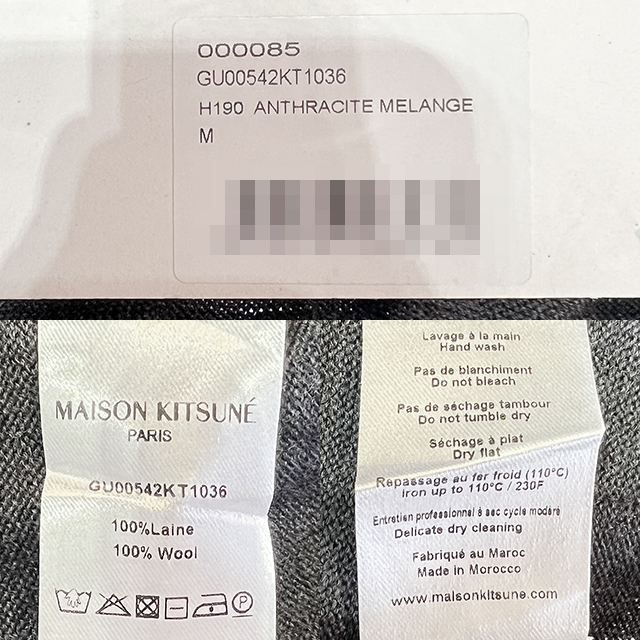 000085
GU00542KT1036
H190 ANTHRACITE MELANGE
M
MAISON KITSUNÉ
PARIS
GU00542KT1036
100%Laine
100% Wool
P
Lavage à la main
Hand wash
Pas de blanchiment
Do not bleach
Pas de séchage tambour
Do not tumble dry
Séchage à plat
Dry flat
Repassage au fer froid (110°C)
Iron up to 110°C / 230F
Entretien professionnel à sec cycle modéré
Delicate dry cleaning
Fabriqué au Maroc
Made in Morocco
www.maisonkitsune.com